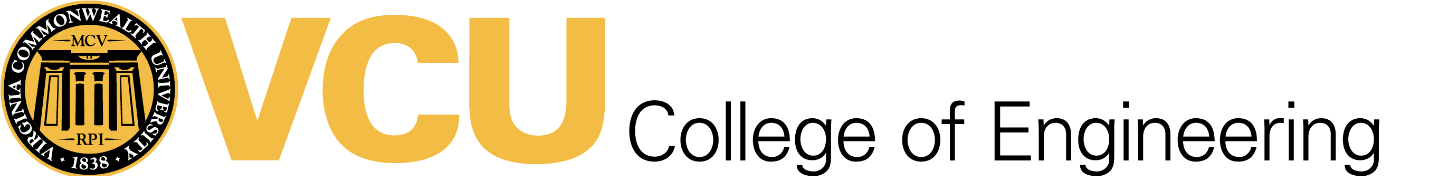 VIRGINIA COMMONWEALTH UNIVERSITY
MCV
RPI
· 1838 ·
VCU
College of Engineering